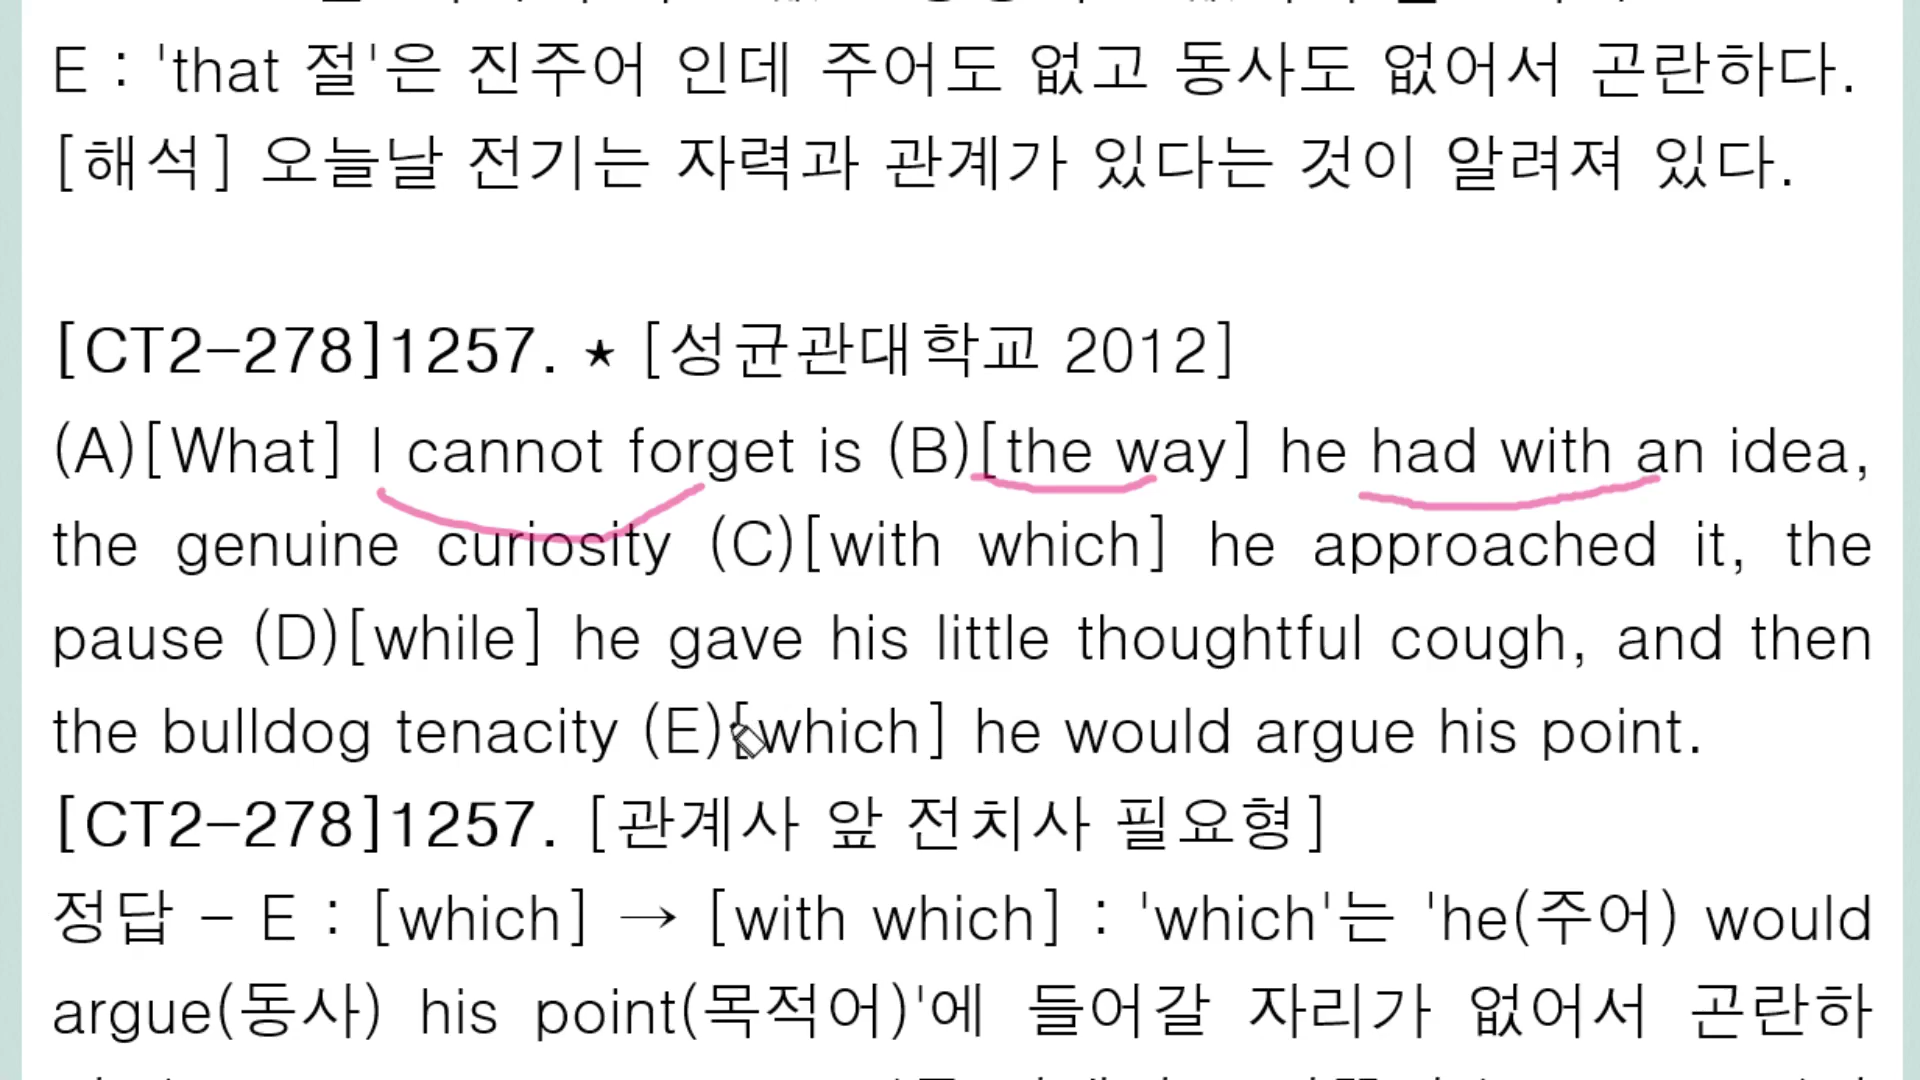 E : 'that 절'은 진주어 인데 주어도 없고 동사도 없어서 곤란하다.
[해석] 오늘날 전기는 자력과 관계가 있다는 것이 알려져 있다.
[CT2-278]1257. ★ [성균관대학교 2012]
(A)[What] I cannot forget is (B)[the way] he had with an idea,
the genuine curiosity (C)[with which] he approached it, the
pause (D)[while] he gave his little thoughtful cough, and then
the bulldog tenacity (E)[which] he would argue his point.
[CT2-278]1257. [관계사 앞 전치사 필요형]
정답 - E : [which] → [with which] : 'which'는 'he(주어) would
argue(동사) his point(목적어)'에 들어갈 자리가 없어서 곤란하